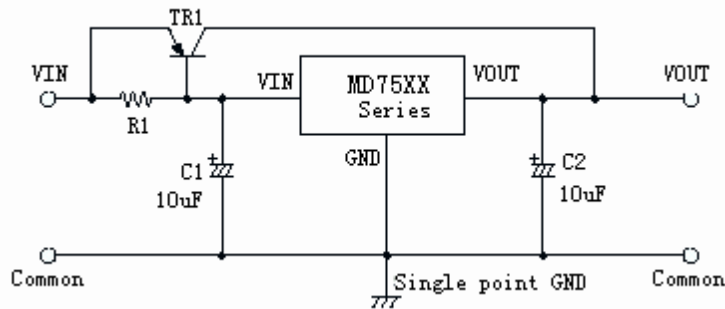 TR1
VIN
R1
VIN
MD75XX
Series
VOUT
VOUT
GND
C1
10uF
C2
10uF
Common
Single point GND
Common